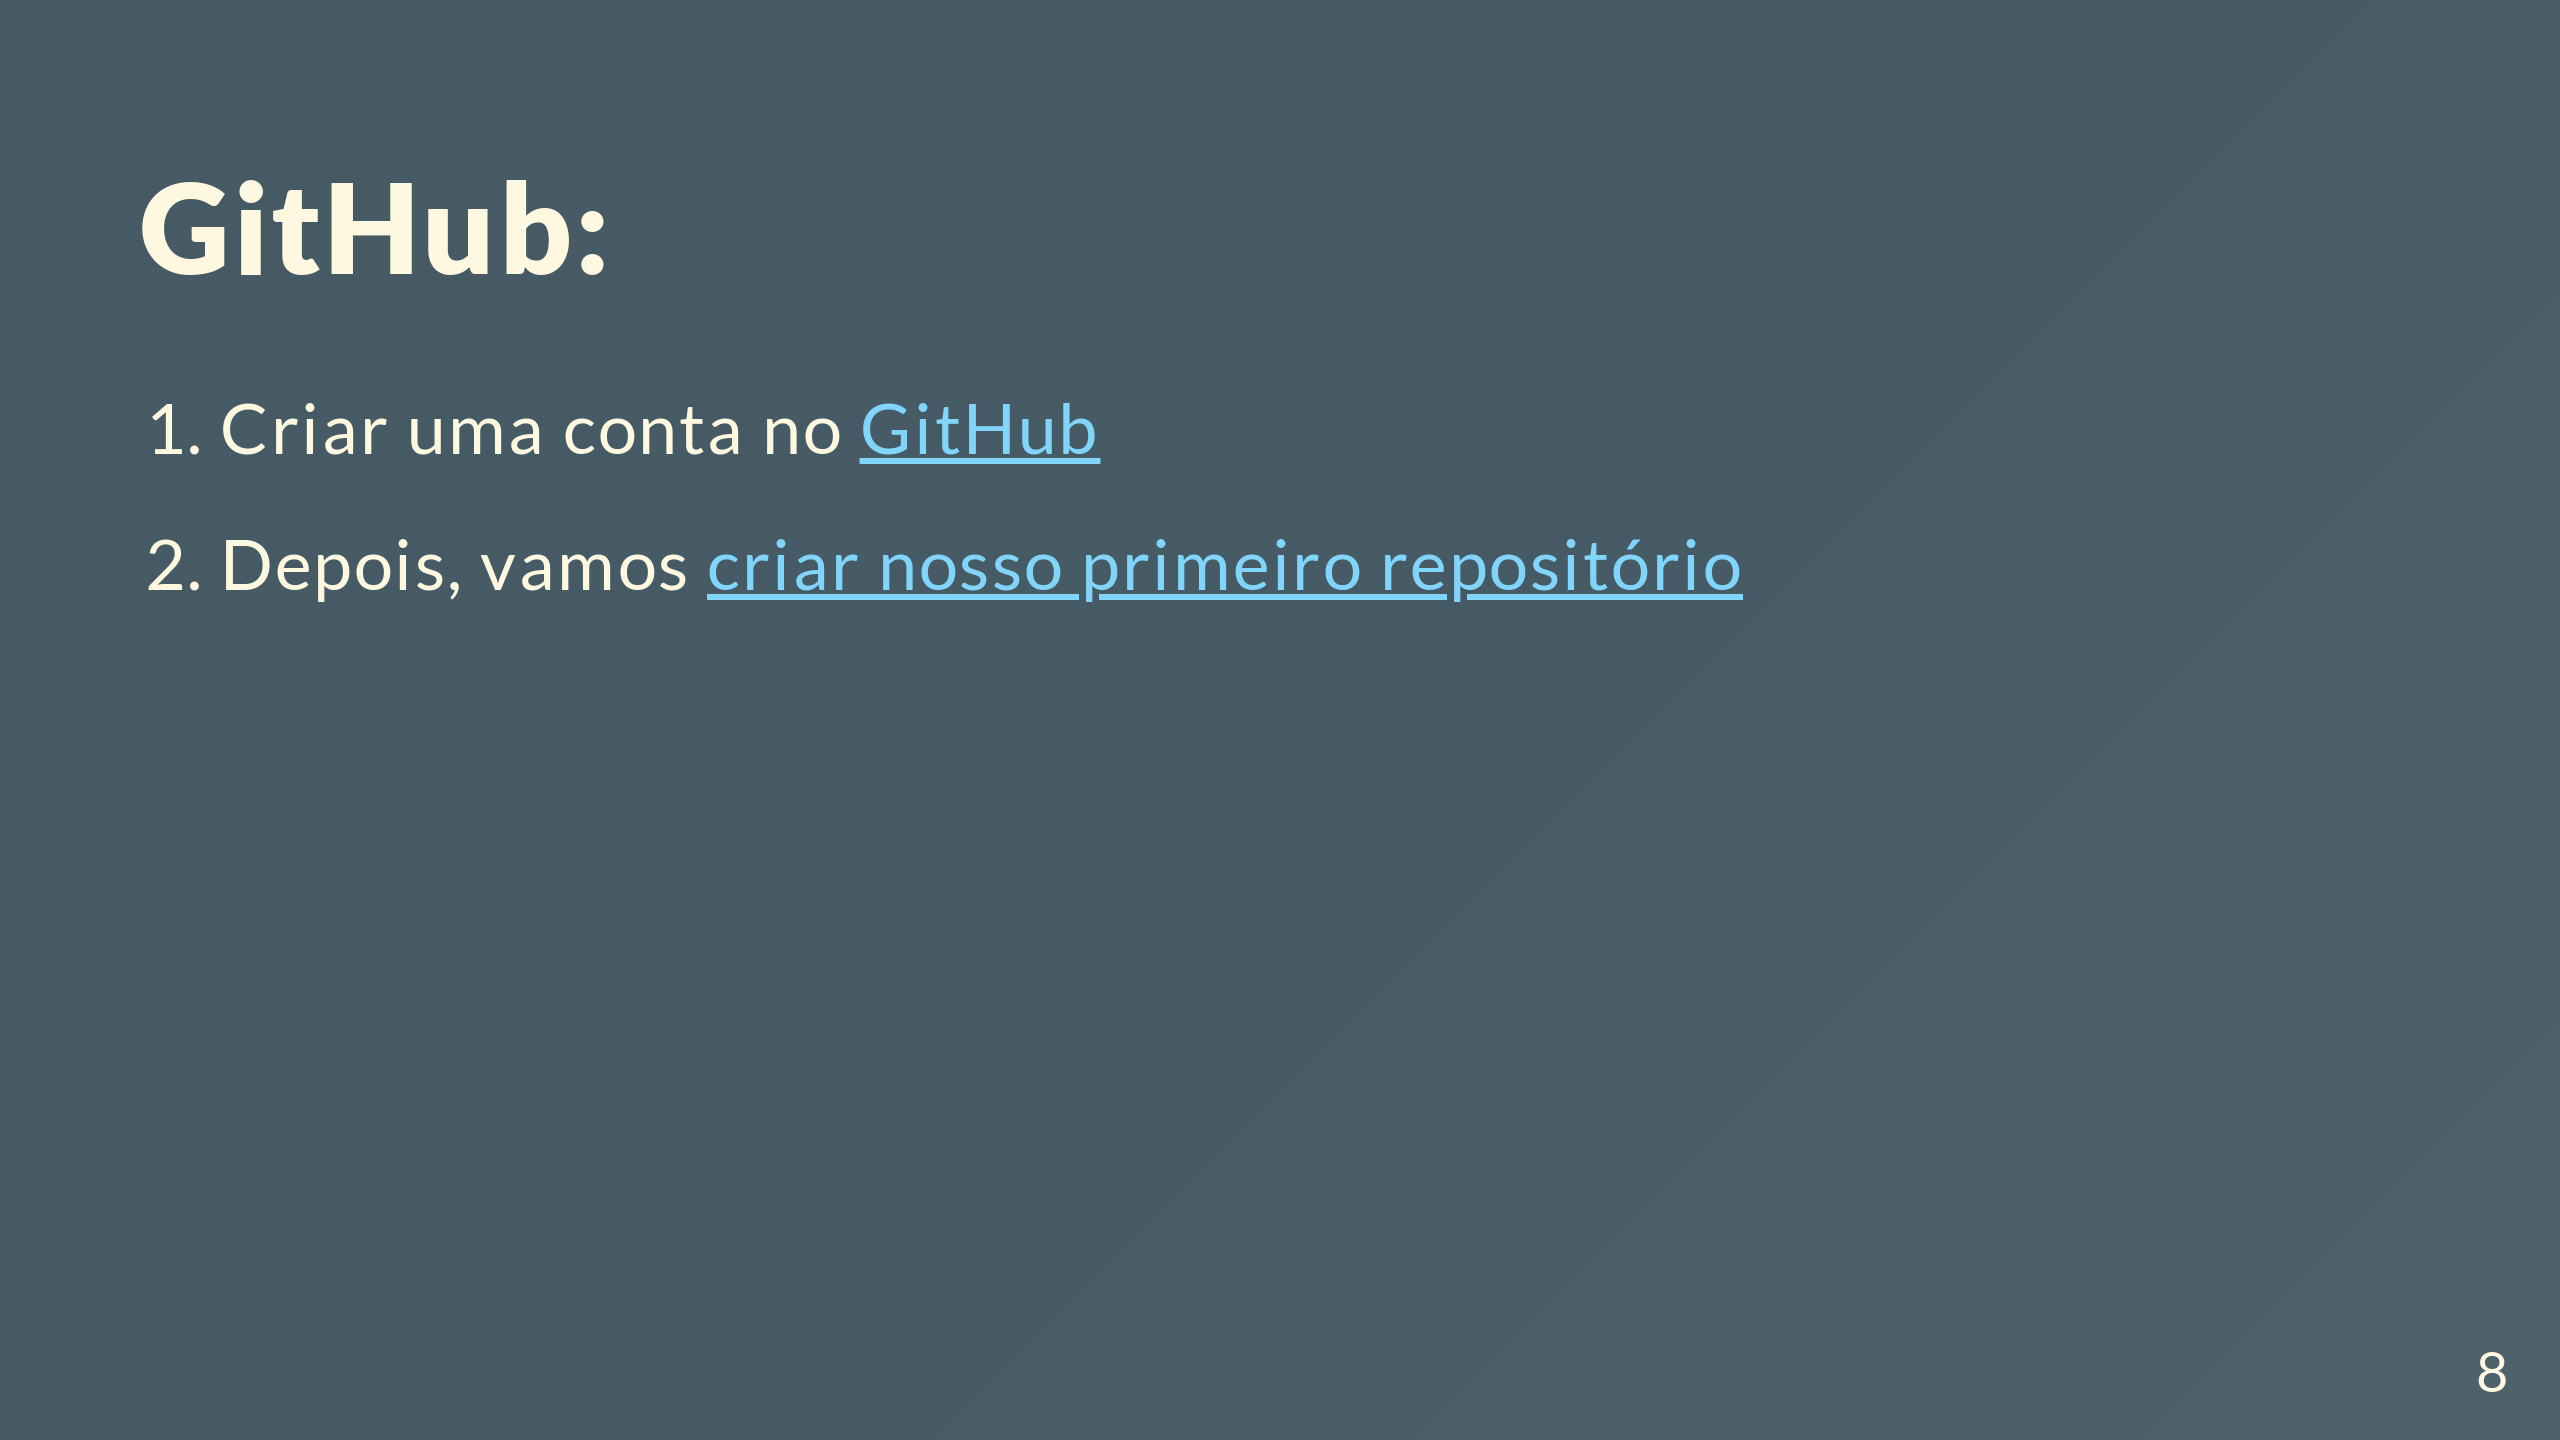 GitHub:
1. Criar uma conta no GitHub
2. Depois, vamos criar nosso primeiro repositório
8